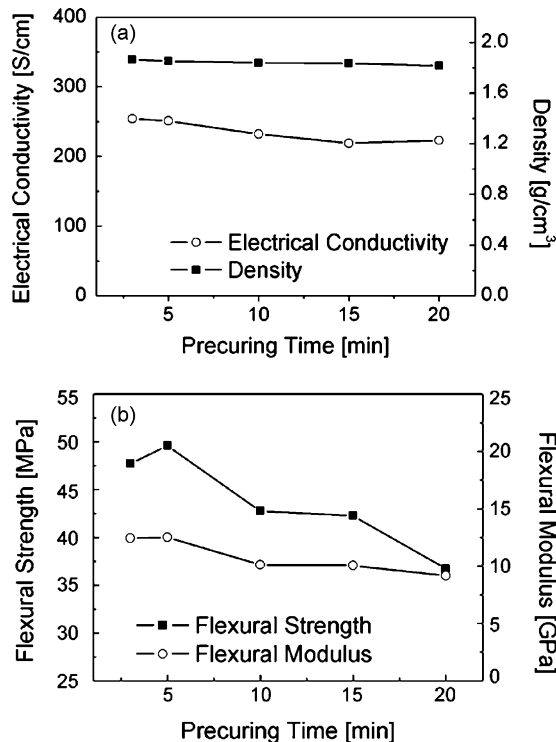 (a)
Electrical Conductivity [S/cm]
400
300
200
100
0
Density [g/cm³]
2.0
1.6
1.2
0.8
0.4
0.0
Electrical Conductivity
Density
5 10 15 20
Precuring Time [min]
(b)
Flexural Strength [MPa]
55
50
45
40
35
30
25
Flexural Modulus [GPa]
25
20
15
10
5
0
Flexural Strength
Flexural Modulus
5 10 15 20
Precuring Time [min]